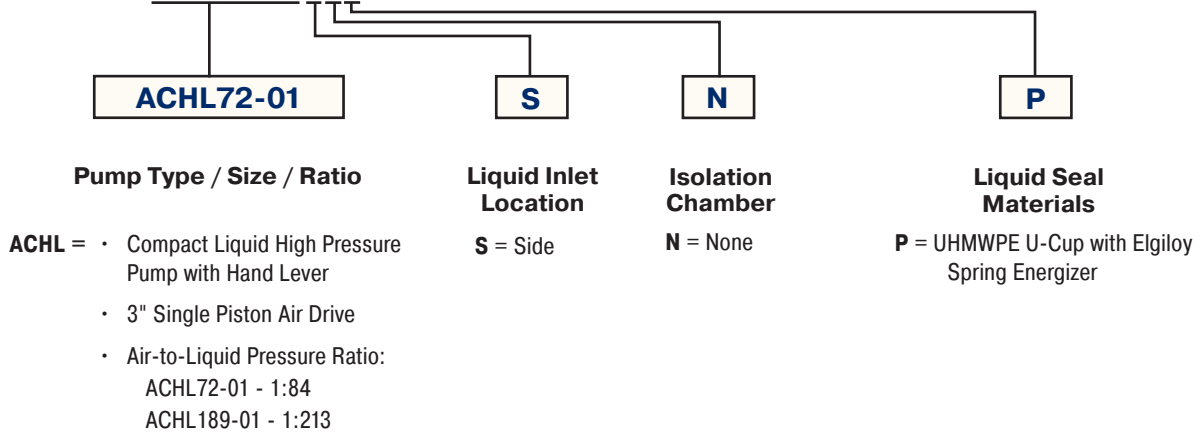 ACHL72-01
S
N
P
Pump Type / Size / Ratio
Liquid Inlet
Location
Isolation
Chamber
Liquid Seal
Materials
ACHL = • Compact Liquid High Pressure
Pump with Hand Lever
• 3" Single Piston Air Drive
• Air-to-Liquid Pressure Ratio:
ACHL72-01 - 1:84
ACHL189-01 - 1:213
S = Side
N = None
P = UHMWPE U-Cup with Elgiloy
Spring Energizer